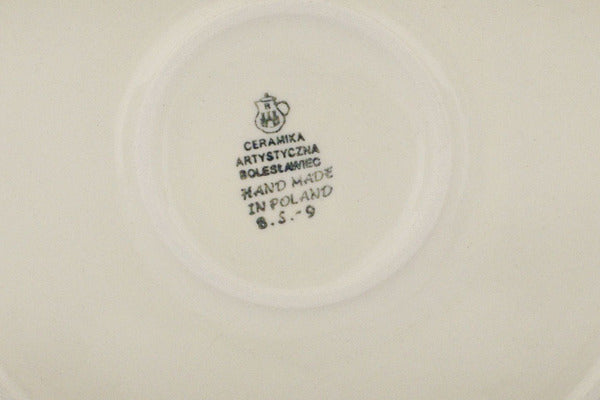 CERAMIKA
ARTYSTYCZNA
BOLESŁAWIEC
HAND MADE
IN POLAND
B.S.-9